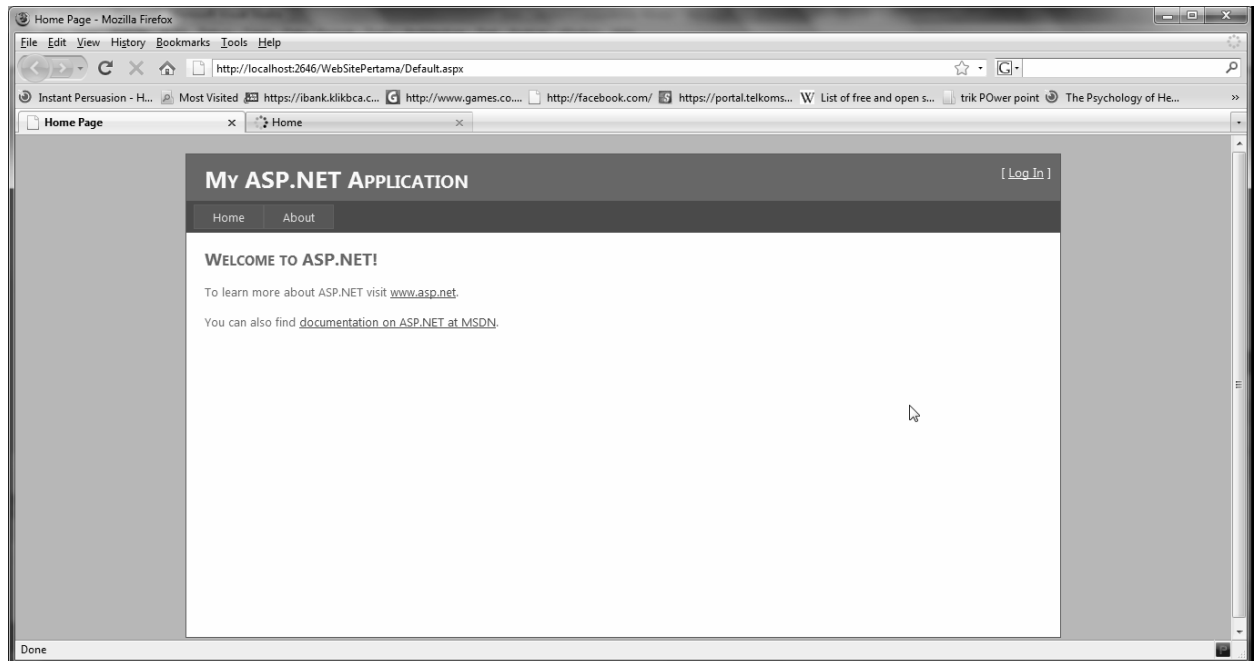 Home Page - Mozilla Firefox
File Edit View History Bookmarks Tools Help
http://localhost:2646/WebSitePertama/Default.aspx
G
Instant Persuasion - H... Most Visited https://ibank.klikbca.c... http://www.games.co.... http://facebook.com/ https://portal.telkoms... List of free and open s... trik POwer point The Psychology of He... »
Home Page Home
MY ASP.NET APPLICATION
[ Log In ]
Home About
WELCOME TO ASP.NET!
To learn more about ASP.NET visit www.asp.net.
You can also find documentation on ASP.NET at MSDN.
Done